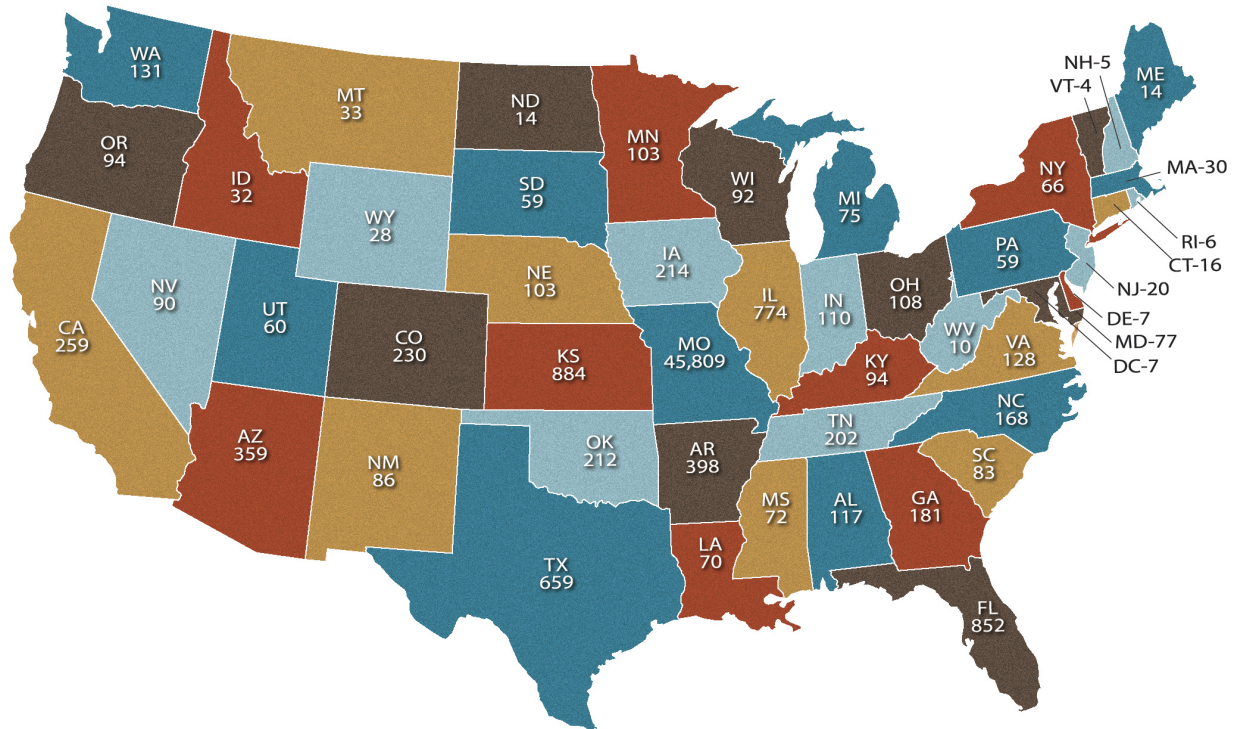 WA
131
MT
33
ND
14
MN
103
NH-5
VT-4
ME
14
OR
94
ID
32
SD
59
WI
92
MI
75
NY
66
MA-30
WY
28
RI-6
CT-16
NV
90
UT
60
NE
103
IA
214
PA
59
NJ-20
CA
259
CO
230
KS
884
MO
45,809
IL
774
IN
110
OH
108
WV
10
VA
128
DE-7
MD-77
DC-7
KY
94
NC
168
AZ
359
NM
86
OK
212
AR
398
TN
202
SC
83
MS
72
AL
117
GA
181
TX
659
LA
70
FL
852